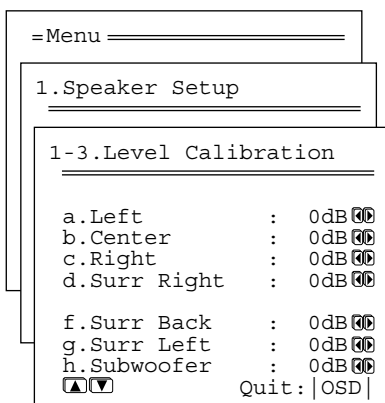 =Menu
1.Speaker Setup
1-3.Level Calibration
a.Left : 0dB
b.Center : 0dB
c.Right : 0dB
d.Surr Right : 0dB
f.Surr Back : 0dB
g.Surr Left : 0dB
h.Subwoofer : 0dB
Quit:|OSD|